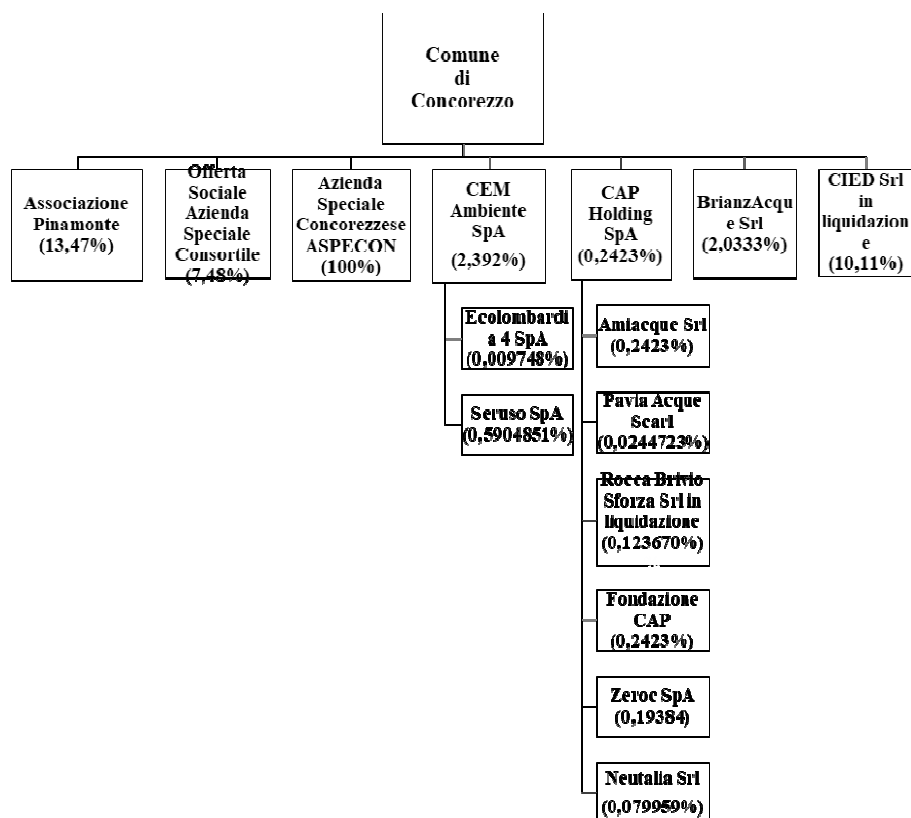 Comune
di
Concorezzo
Associazione
Pinamonte
(13,47%)
Offerta
Sociale
Azienda
Speciale
Consortile
(7,48%)
Azienda
Speciale
Concorezzese
ASPECON
(100%)
CEM
Ambiente
SpA
(2,392%)
CAP
Holding
SpA
(0,2423%)
BrianzAcqu
e Srl
(2,0333%)
CIED Srl
in
liquidazion
e
(10,11%)
Ecolombardi
a 4 SpA
(0,009748%)
Seruso SpA
(0,5904851%)
Amiacque Srl
(0,2423%)
Pavia Acque
Scarl
(0,0244723%)
Rocca Brivio
Sforza Srl in
liquidazione
(0,123670%)
Fondazione
CAP
(0,2423%)
Zeroc SpA
(0,19384)
Neutalia Srl
(0,079959%)